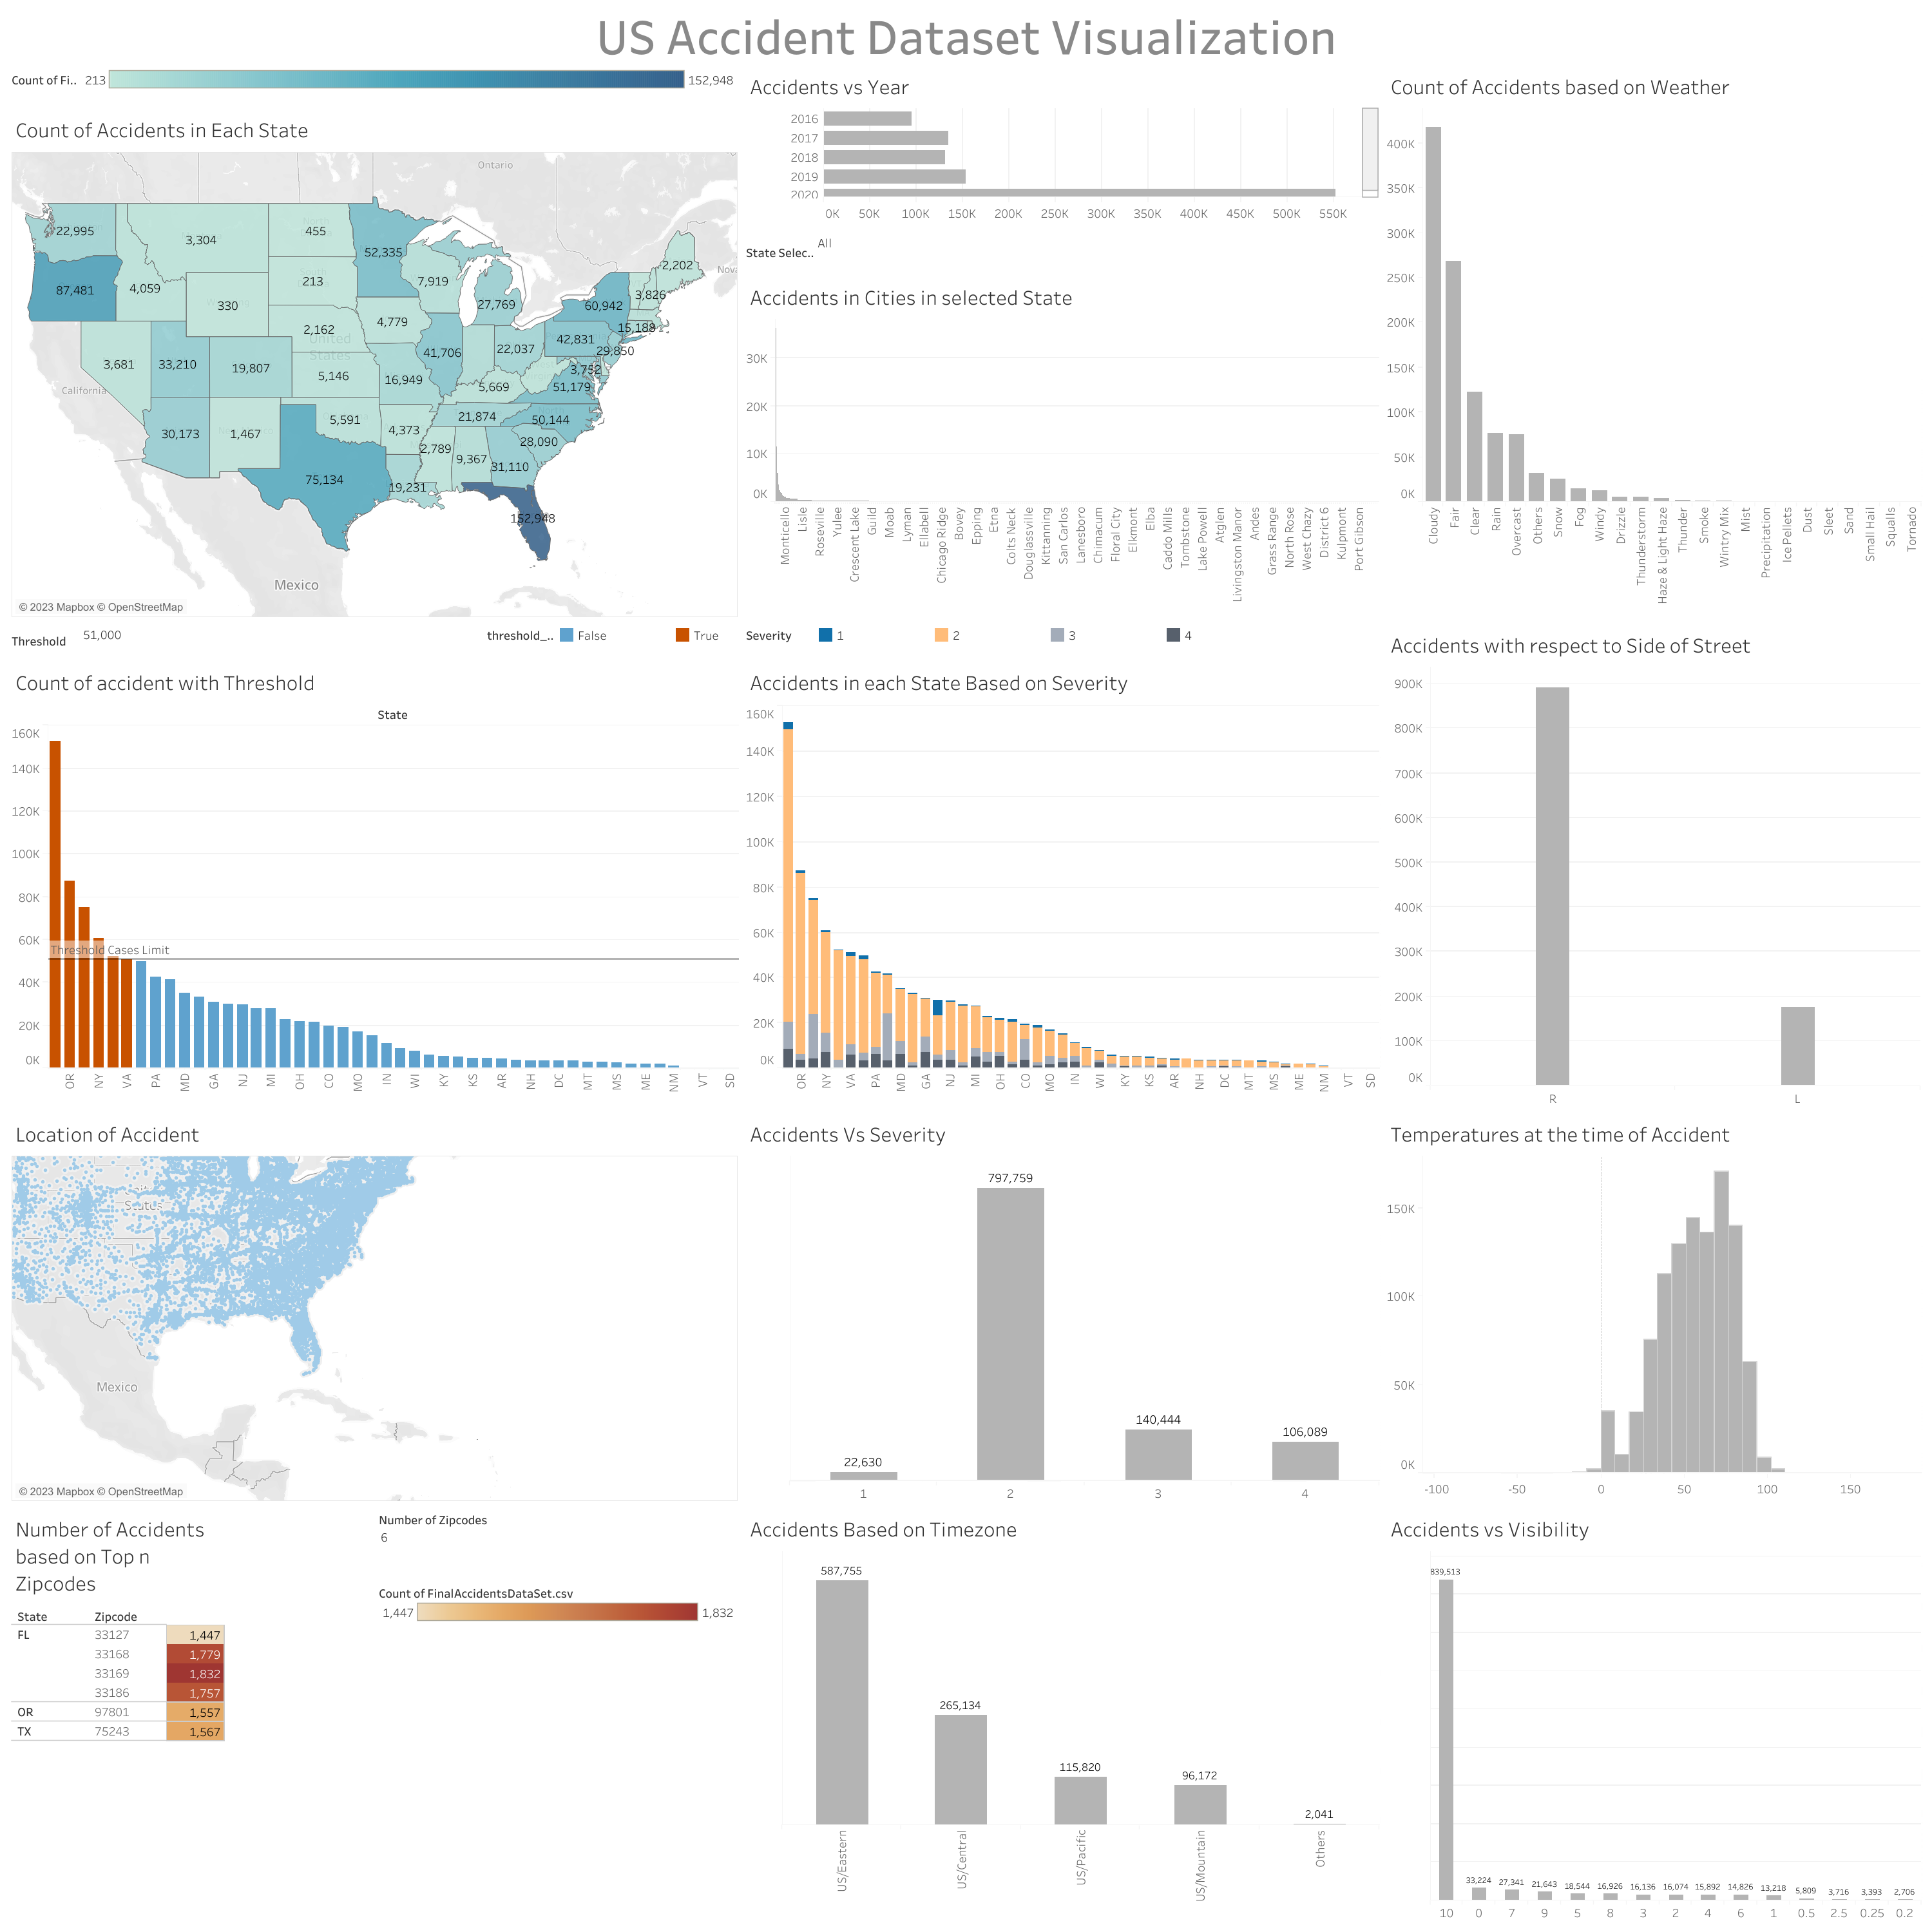 US Accident Dataset Visualization
Count of Fi.. 213 152,948
Count of Accidents in Each State
Ontario
22,995
3,304
455
52,335
2,202
Nova
87,481
4,059
213
7,919
3,826
330
27,769
60,942
4,779
15,188
2,162
United
States
42,831
29,850
41,706
22,037
3,681
33,210
19,807
3,752
5,146
16,949
5,669
51,179
California
21,874
50,144
5,591
30,173
1,467
4,373
28,090
2,789
9,367
31,110
75,134
19,231
152,948
Mexico
© 2023 Mapbox © OpenStreetMap
Accidents vs Year
2016
2017
2018
2019
2020
0K 50K 100K 150K 200K 250K 300K 350K 400K 450K 500K 550K
State Selec.. All
Accidents in Cities in selected State
30K
20K
10K
0K
Monticello
Lisle
Roseville
Yulee
Crescent Lake
Guild
Moab
Lyman
Ellabell
Chicago Ridge
Bovey
Epping
Etna
Colts Neck
Douglassville
Kittanning
San Carlos
Lanesboro
Chimacum
Floral City
Elkmont
Elba
Caddo Mills
Tombstone
Lake Powell
Atglen
Livingston Manor
Andes
Grass Range
North Rose
West Chazy
District 6
Kulpmont
Port Gibson
Count of Accidents based on Weather
400K
350K
300K
250K
200K
150K
100K
50K
0K
Cloudy
Fair
Clear
Rain
Overcast
Others
Snow
Fog
Windy
Drizzle
Thunderstorm
Haze & Light Haze
Thunder
Smoke
Wintry Mix
Mist
Precipitation
Ice Pellets
Dust
Sleet
Sand
Small Hail
Squalls
Tornado
Threshold 51,000
threshold_.. False True
Count of accident with Threshold
State
160K
140K
120K
100K
80K
60K
Threshold Cases Limit
40K
20K
0K
OR NY VA PA MD GA NJ MI OH CO MO IN WI KY KS AR NH DC MT MS ME NM VT SD
Severity 1 2 3 4
Accidents in each State Based on Severity
160K
140K
120K
100K
80K
60K
40K
20K
0K
OR NY VA PA MD GA NJ MI OH CO MO IN WI KY KS AR NH DC MT MS ME NM VT SD
Accidents with respect to Side of Street
900K
800K
700K
600K
500K
400K
300K
200K
100K
0K
R L
Location of Accident
States
Mexico
© 2023 Mapbox © OpenStreetMap
Accidents Vs Severity
797,759
140,444
106,089
22,630
1 2 3 4
Temperatures at the time of Accident
150K
100K
50K
0K
-100 -50 0 50 100 150
Number of Accidents
based on Top n
Zipcodes
State Zipcode
FL 33127 1,447
33168 1,779
33169 1,832
33186 1,757
OR 97801 1,557
TX 75243 1,567
Number of Zipcodes
6
Count of FinalAccidentsDataSet.csv
1,447 1,832
Accidents Based on Timezone
587,755
265,134
115,820
96,172
2,041
US/Eastern
US/Central
US/Pacific
US/Mountain
Others
Accidents vs Visibility
839,513
33,224 27,341 21,643 18,544 16,926 16,136 16,074 15,892 14,826 13,218 5,809 3,716 3,393 2,706
10 0 7 9 5 8 3 2 4 6 1 0.5 2.5 0.25 0.2